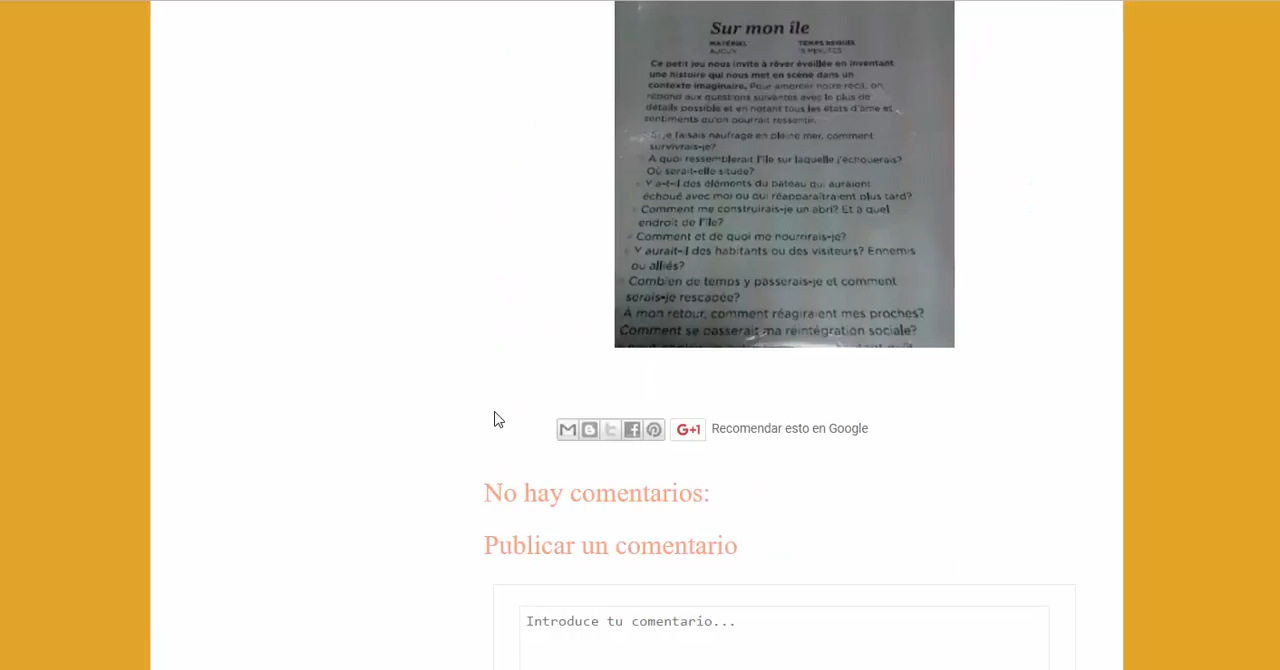 Sur mon île
MATÉRIEL TEMPS REQUIS
AUCUN 15 MINUTES
Ce petit jeu nous invite à rêver éveillée en inventant
une histoire qui nous met en scène dans un
contexte imaginaire. Pour amorcer notre récit, on
répond aux questions suivantes avec le plus de
détails possible et en notant tous les états d'âme et
sentiments qu'on pourrait ressentir.
Si je faisais naufrage en pleine mer, comment
survivrais-je?
À quoi ressemblerait l'île sur laquelle j'échouerais?
Où serait-elle située?
Y a-t-il des éléments du bateau qui auraient
échoué avec moi ou qui réapparaîtraient plus tard?
Comment me construirais-je un abri? Et à quel
endroit de l'île?
Comment et de quoi me nourrirais-je?
Y aurait-il des habitants ou des visiteurs? Ennemis
ou alliés?
Combien de temps y passerais-je et comment
serais-je rescapée?
À mon retour, comment réagiraient mes proches?
Comment se passerait ma réintégration sociale?
G+1 Recomendar esto en Google
No hay comentarios:
Publicar un comentario
Introduce tu comentario...